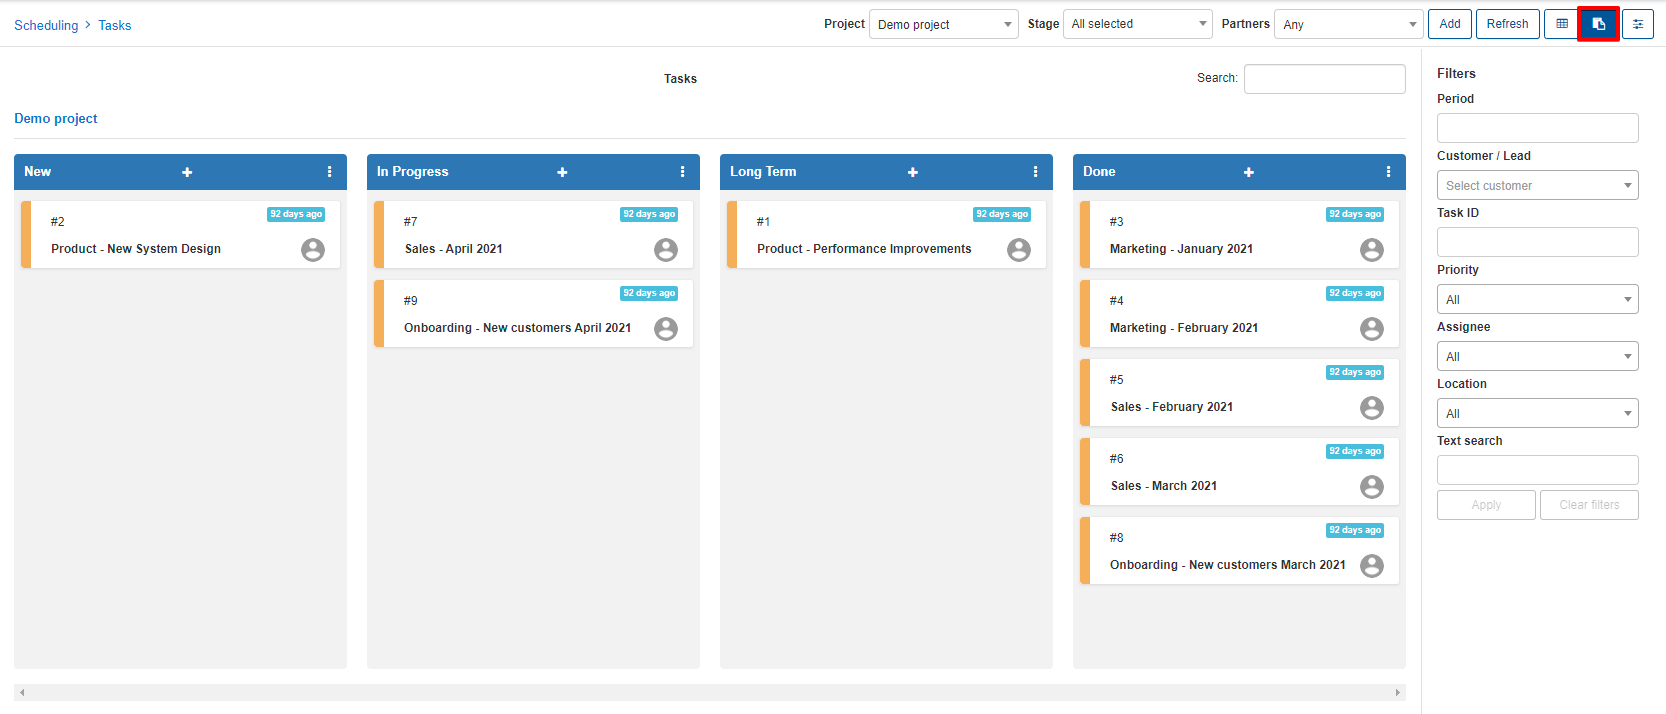 Scheduling > Tasks
Project Demo project Stage All selected Partners Any Add Refresh
Tasks
Search:
Demo project
New
#2
92 days ago
Product - New System Design
In Progress
#7
92 days ago
Sales - April 2021
#9
92 days ago
Onboarding - New customers April 2021
Long Term
#1
92 days ago
Product - Performance Improvements
Done
#3
92 days ago
Marketing - January 2021
#4
92 days ago
Marketing - February 2021
#5
92 days ago
Sales - February 2021
#6
92 days ago
Sales - March 2021
#8
92 days ago
Onboarding - New customers March 2021
Filters
Period
Customer / Lead
Select customer
Task ID
Priority
All
Assignee
All
Location
All
Text search
Apply Clear filters